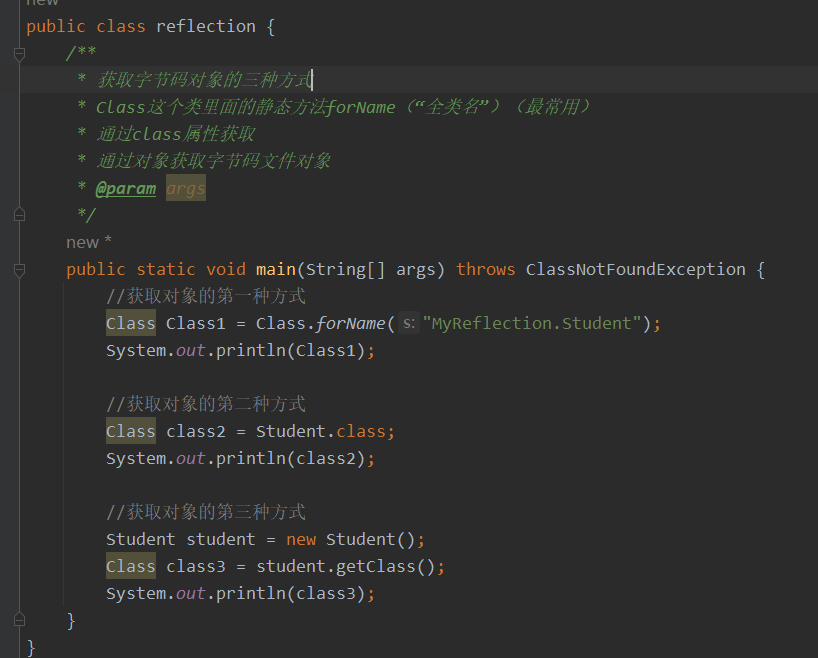 new
public class reflection {
/**
* 获取字节码对象的三种方式
* Class这个类里面的静态方法forName（“全类名”）（最常用）
* 通过class属性获取
* 通过对象获取字节码文件对象
* @param args
*/
new *
public static void main(String[] args) throws ClassNotFoundException {
//获取对象的第一种方式
Class Class1 = Class.forName( s: "MyReflection.Student");
System.out.println(Class1);
//获取对象的第二种方式
Class class2 = Student.class;
System.out.println(class2);
//获取对象的第三种方式
Student student = new Student();
Class class3 = student.getClass();
System.out.println(class3);
}
}